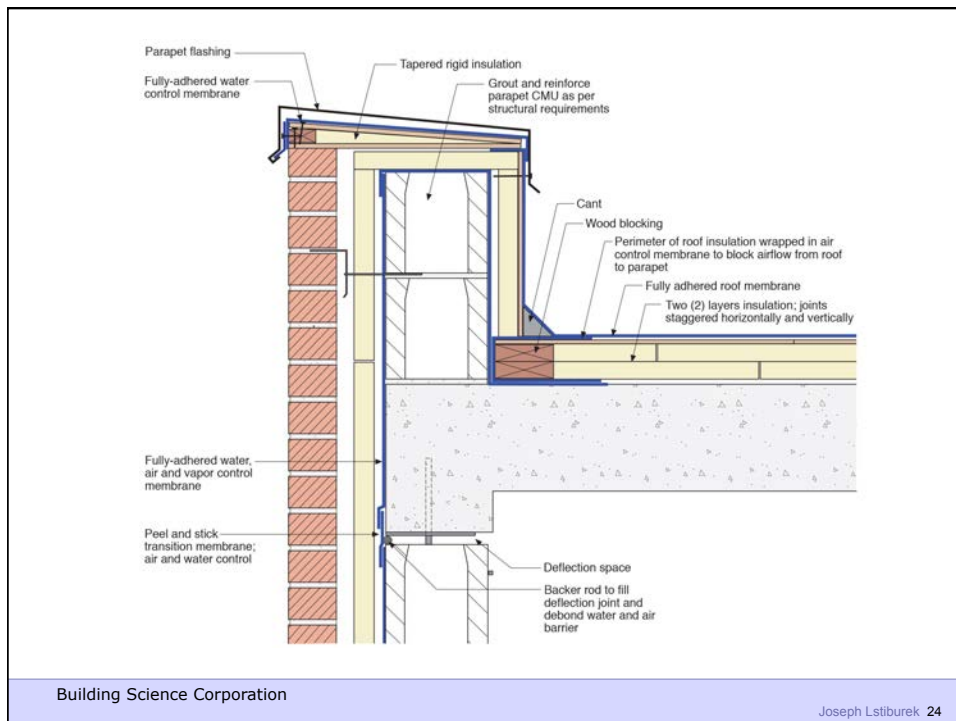 Parapet flashing
Fully-adhered water
control membrane
Tapered rigid insulation
Grout and reinforce
parapet CMU as per
structural requirements
Cant
Wood blocking
Perimeter of roof insulation wrapped in air
control membrane to block airflow from roof
to parapet
Fully adhered roof membrane
Two (2) layers insulation; joints
staggered horizontally and vertically
Fully-adhered water,
air and vapor control
membrane
Peel and stick
transition membrane;
air and water control
Deflection space
Backer rod to fill
deflection joint and
debond water and air
barrier
Building Science Corporation
Joseph Lstiburek 24